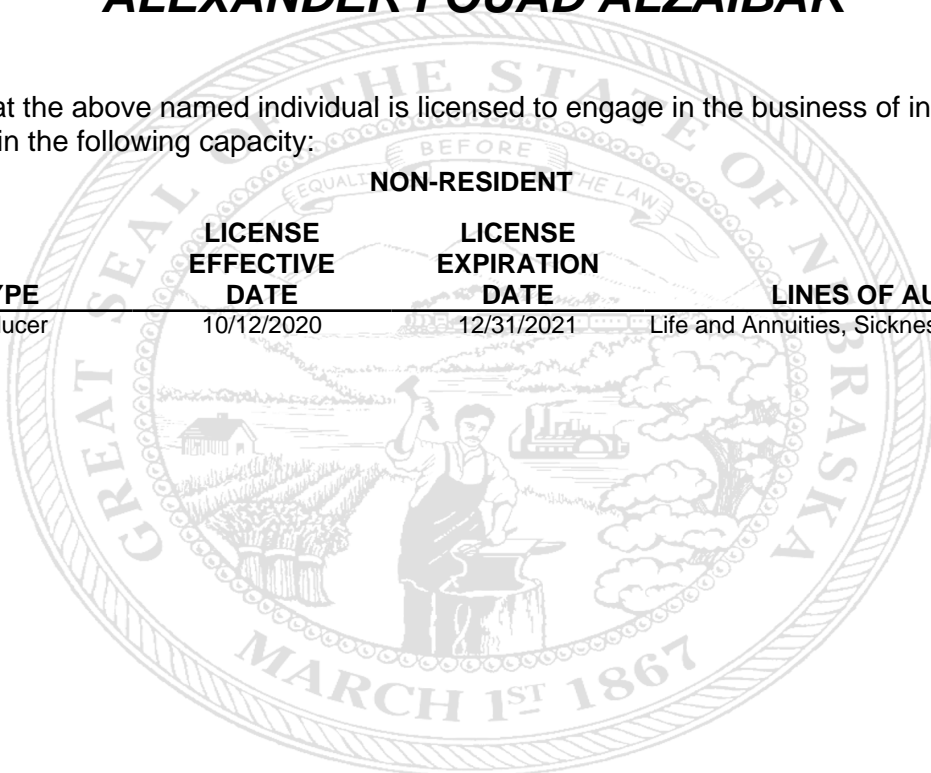 ALEXANDER FOUAD ALZAIBAK
at the above named individual is licensed to engage in the business of in
in the following capacity:
NON-RESIDENT
LICENSE LICENSE
EFFECTIVE EXPIRATION
YPE DATE DATE LINES OF AU
ucer 10/12/2020 12/31/2021 Life and Annuities, Sicknes
GREAT SEAL OF THE STATE OF NEBRASKA
EQUALITY BEFORE THE LAW
MARCH 1ST 1867